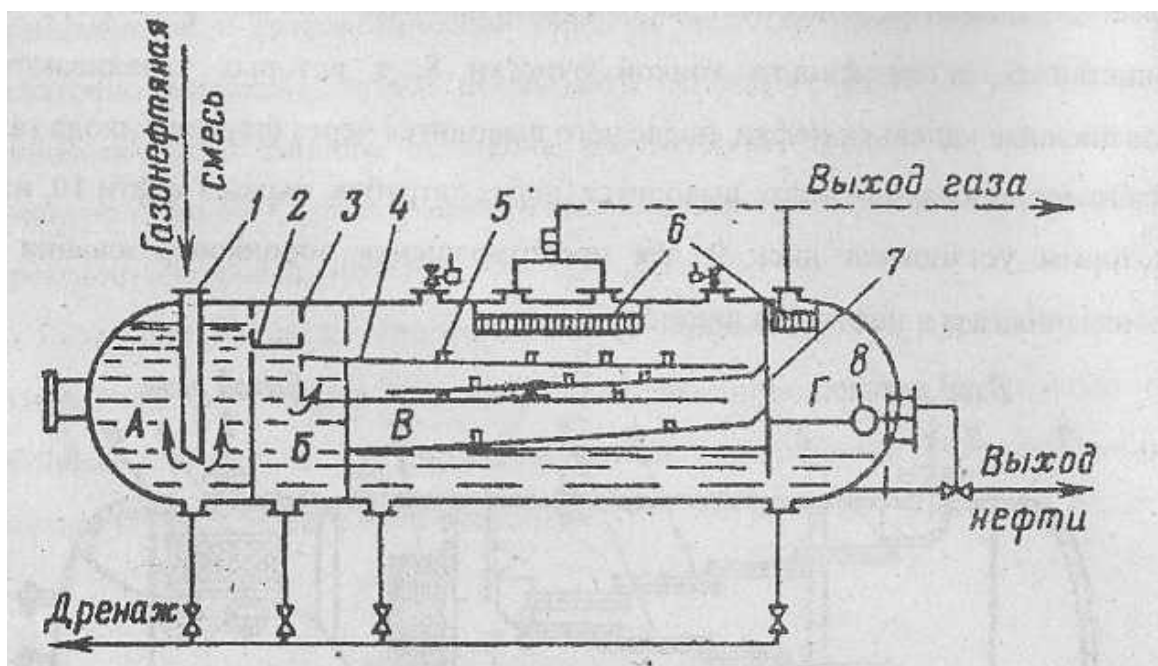 Газонефтяная
смесь
Выход газа
1
2
3
4
5
6
7
8
А
Б
В
Г
Выход
нефти
Дренаж